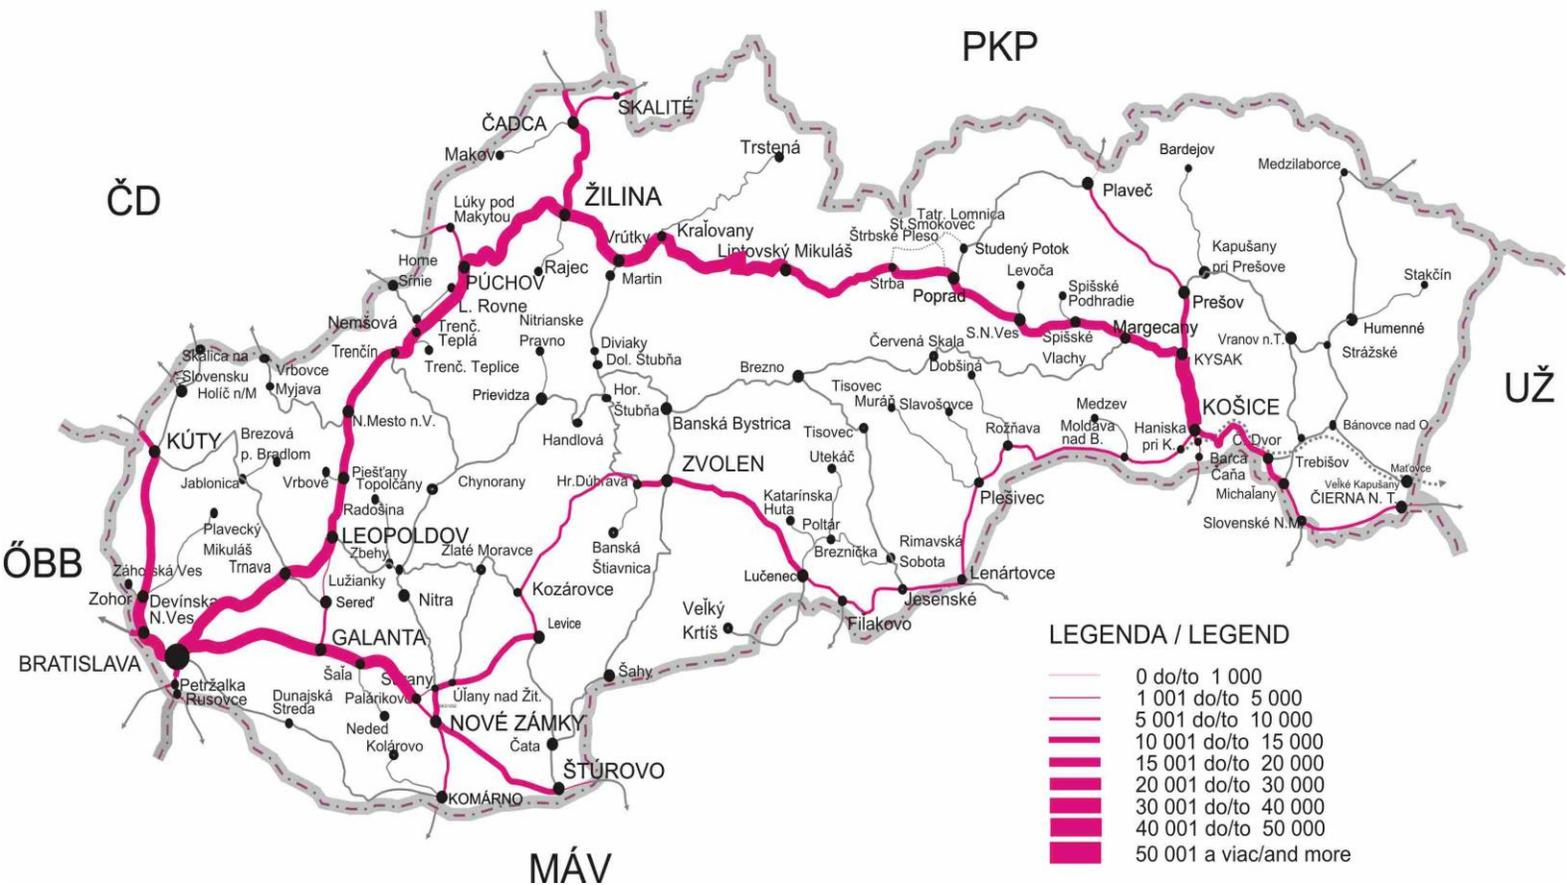 PKP
SKALITÉ
ČADCA
Makov
Trstená
Bardejov
Medzilaborce
ČD
ŽILINA
Plaveč
Lúky pod
Makytou
Tatr. Lomnica
St.Smokovec
Štrbské Pleso
Vrútky
Kraľovany
Liptovský Mikuláš
Studený Potok
Kapušany
pri Prešove
Horne
Sŕnie
Rajec
Martin
Štrba
Levoča
Stakčín
PÚCHOV
L. Rovne
Poprad
Spišské
Podhradie
Prešov
Nemšová
Trenč.
Teplá
Nitrianske
Pravno
S.N.Ves
Margecany
Humenné
Trenčín
Trenč. Teplice
Diviaky
Dol. Štubňa
Červená Skala
Spišské
Vlachy
Vranov n.T.
Strážské
Skalica na
Slovensku
Holíč n/M
Vrbovce
Myjava
Brezno
Dobšiná
KYSAK
UŽ
Prievidza
Hor.
Štubňa
Tisovec
Muráň
Slavošovce
Medzev
KOŠICE
N.Mesto n.V.
Handlová
Banská Bystrica
Tisovec
Rožňava
Moldava
nad B.
Haniska
pri K.
Č. Dvor
Bánovce nad O
KÚTY
Brezová
p. Bradlom
Utekáč
Barca
Čaňa
Trebišov
Maťovce
Jablonica
Vrbové
Piešťany
Topolčány
Chynorany
Hr.Dúbrava
ZVOLEN
Plešivec
Michaľany
Veľké Kapušany
ČIERNA N. T.
Radošina
Katarínska
Huta
Slovenské N.M
Plavecký
Mikuláš
LEOPOLDOV
Banská
Štiavnica
Poltár
Breznička
Rimavská
Sobota
ŐBB
Záhorská Ves
Trnava
Zbehy
Zlaté Moravce
Lužianky
Lučenec
Lenártovce
Zohor
Devínska
N.Ves
Sereď
Nitra
Kozárovce
Veľký
Krtíš
Jesenské
Fiľakovo
BRATISLAVA
GALANTA
Levice
Šaľa
Šurany
Šahy
Petržalka
Rusovce
Dunajská
Streda
Palárikovo
Úľany nad Žit.
Neded
NOVÉ ZÁMKY
Kolárovo
Čata
ŠTÚROVO
KOMÁRNO
MÁV
LEGENDA / LEGEND
0 do/to 1 000
1 001 do/to 5 000
5 001 do/to 10 000
10 001 do/to 15 000
15 001 do/to 20 000
20 001 do/to 30 000
30 001 do/to 40 000
40 001 do/to 50 000
50 001 a viac/and more